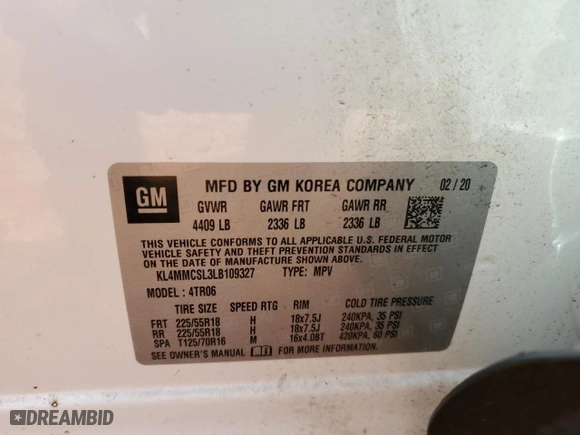 GM
MFD BY GM KOREA COMPANY 02/20
GVWR GAWR FRT GAWR RR
4409 LB 2336 LB 2336 LB
THIS VEHICLE CONFORMS TO ALL APPLICABLE U.S. FEDERAL MOTOR
VEHICLE SAFETY AND THEFT PREVENTION STANDARDS IN EFFECT ON
THE DATE OF MANUFACTURE SHOWN ABOVE.
KL4MMCSL3LB109327 TYPE: MPV
MODEL : 4TR06
TIRE SIZE SPEED RTG RIM COLD TIRE PRESSURE
FRT 225/55R18 H 18x7.5J 240KPA, 35 PSI
RR 225/55R18 H 18x7.5J 240KPA, 35 PSI
SPA T125/70R16 M 16x4.0BT 420KPA, 60 PSI
SEE OWNER'S MANUAL i FOR MORE INFORMATION.
DREAMBID